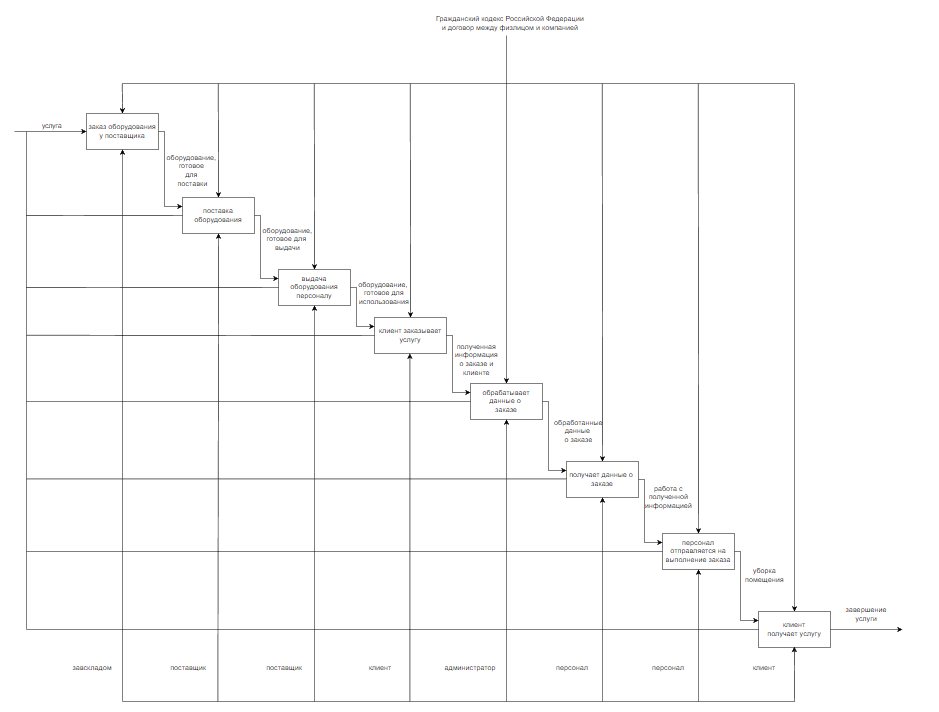 Гражданский кодекс Российской Федерации
и договор между физлицом и компанией
услуга
заказ оборудования
у поставщика
оборудование,
готовое
для
поставки
поставка
оборудования
оборудование,
готовое для
выдачи
выдача
оборудования
персоналу
оборудование,
готовое для
использования
клиент заказывает
услугу
полученная
информация
о заказе и
клиенте
обрабатывает
данные о
заказе
обработанные
данные
о заказе
получает данные о
заказе
работа с
полученной
информацией
персонал
отправляется на
выполнение заказа
уборка
помещения
клиент
получает услугу
завершение
услуги
завскладом
поставщик
поставщик
клиент
администратор
персонал
персонал
клиент